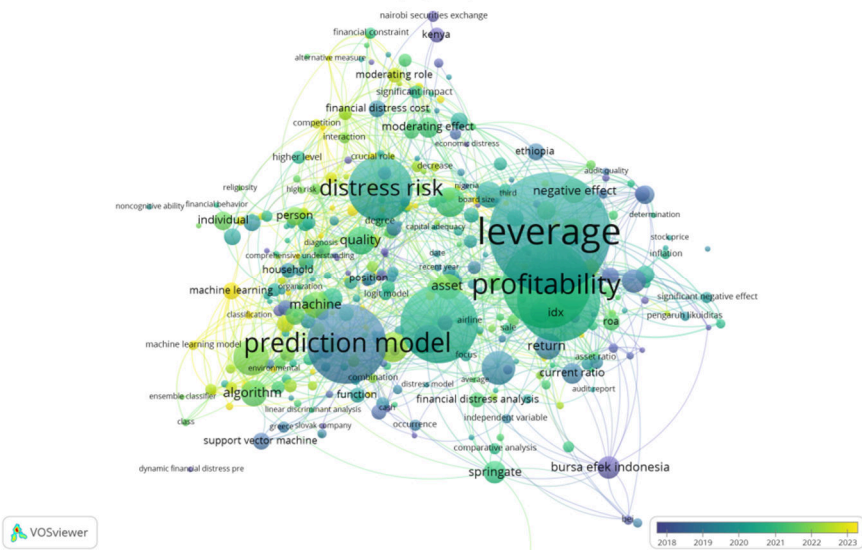 nairobi securities exchange
financial constraint
kenya
alternative measure
moderating role
significant impact
financial distress cost
competition
moderating effect
interaction
economic distress
ethiopia
higher level
crucial role
decrease
audit quality
religiosity
high risk
distress risk
nigeria
third
negative effect
board size
noncognitive ability
financial behavior
individual
person
degree
capital adequacy
determination
leverage
diagnosis
quality
stock price
comprehensive understanding
date
inflation
household
recent year
position
organization
asset
profitability
machine learning
logit model
significant negative effect
machine
idx
pengaruh likuiditas
classification
airline
sale
roa
machine learning model
prediction model
focus
return
asset ratio
environmental
combination
average
current ratio
distress model
ensemble classifier
algorithm
function
financial distress analysis
audit report
linear discriminant analysis
cash
class
greece
slovak company
occurrence
independent variable
support vector machine
comparative analysis
dynamic financial distress pre
springate
bursa efek indonesia
bei
VOSviewer
2018 2019 2020 2021 2022 2023